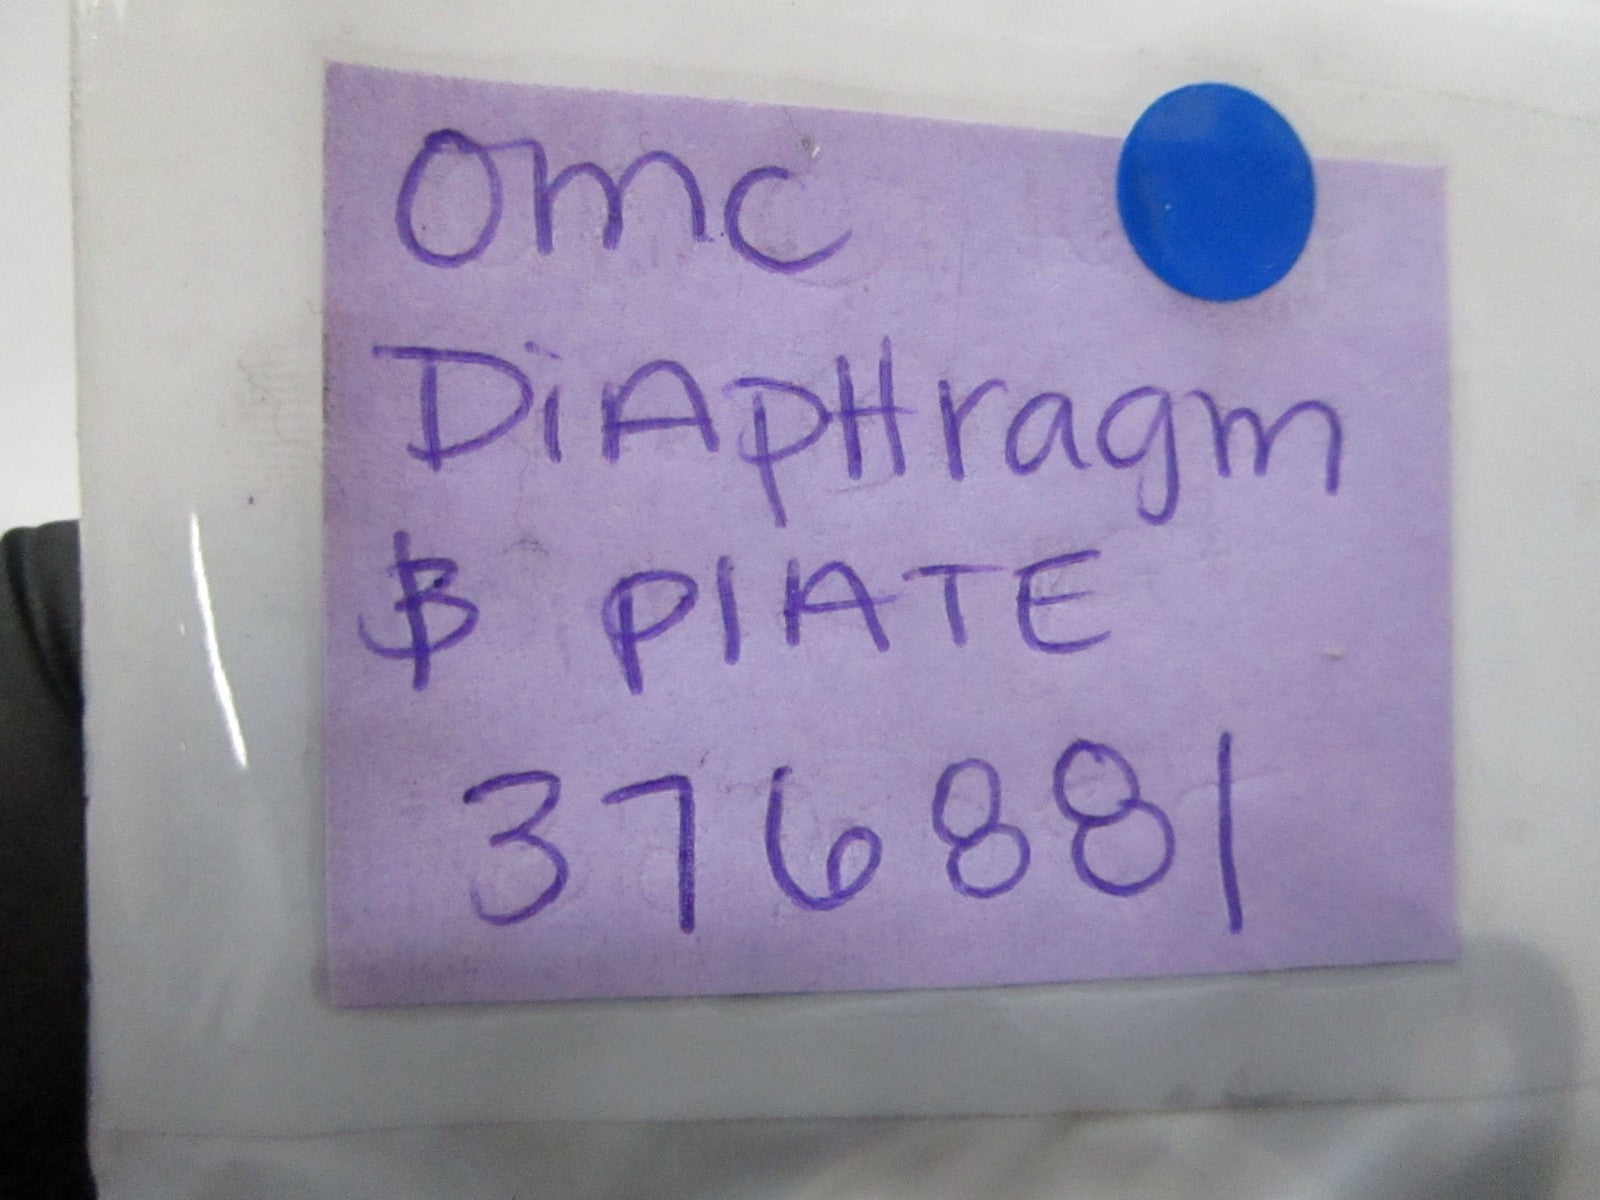 OMC
DiAPHragm
& PlATE
376881